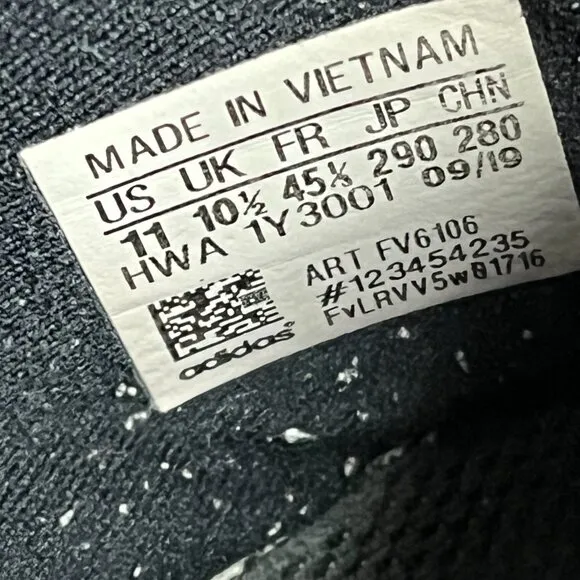 MADE IN VIETNAM
US UK FR JP CHN
11 10½ 45⅓ 290 280
HWA 1Y3001 09/19
ART FV6106
#123454235
FvLRVV5w01716
adidas